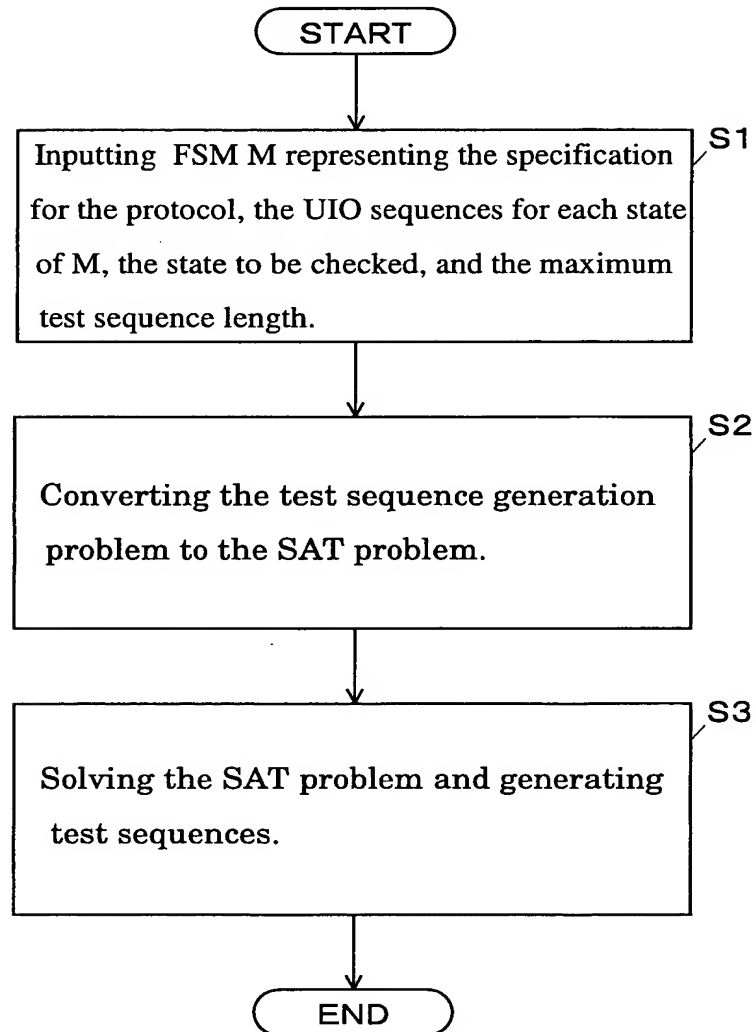 START
S1
Inputting FSM M representing the specification
for the protocol, the UIO sequences for each state
of M, the state to be checked, and the maximum
test sequence length.
S2
Converting the test sequence generation
problem to the SAT problem.
S3
Solving the SAT problem and generating
test sequences.
END